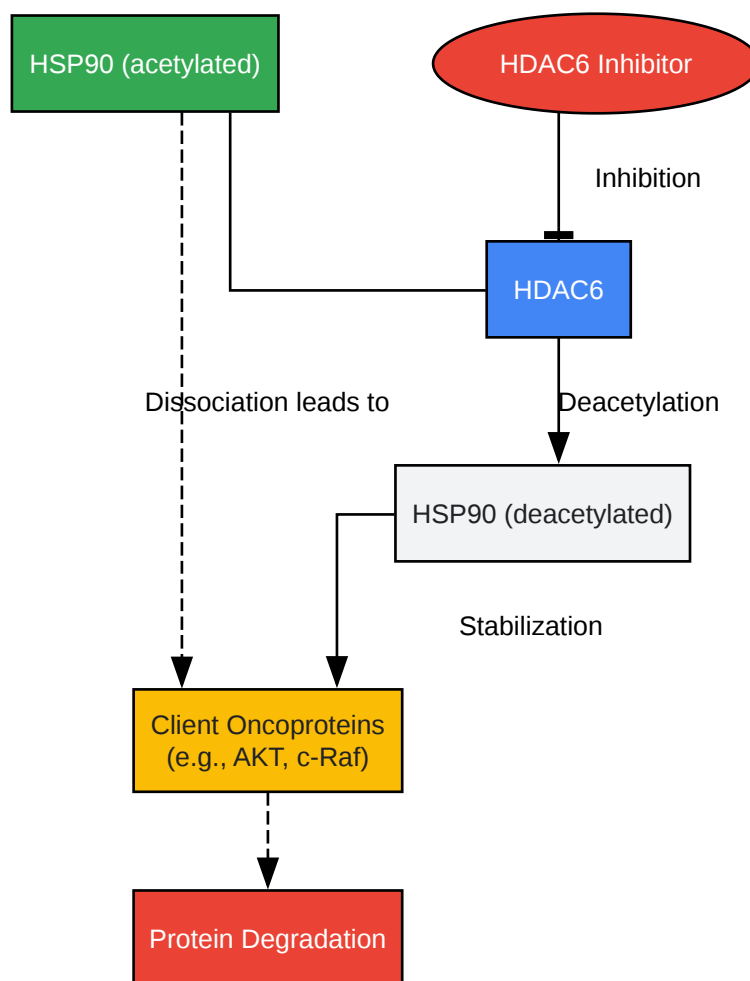 HSP90 (acetylated)
HDAC6 Inhibitor
Inhibition
HDAC6
Dissociation leads to
Deacetylation
HSP90 (deacetylated)
Stabilization
Client Oncoproteins
(e.g., AKT, c-Raf)
Protein Degradation